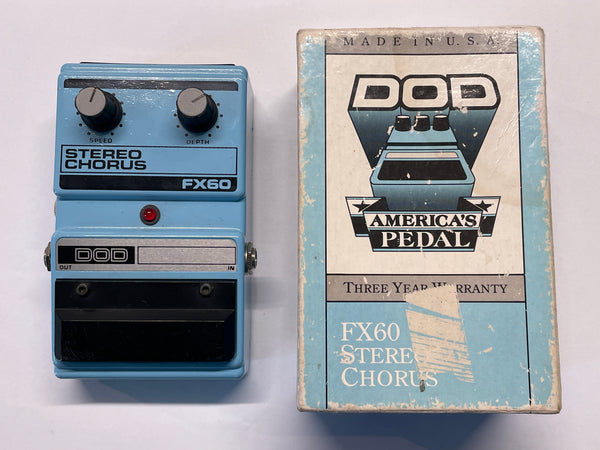 SPEED
DEPTH
STEREO
CHORUS
FX60
DOD
OUT
IN
MADE IN U.S.A
DOD
AMERICA'S
PEDAL
THREE YEAR WARRANTY
FX60
STEREO
CHORUS